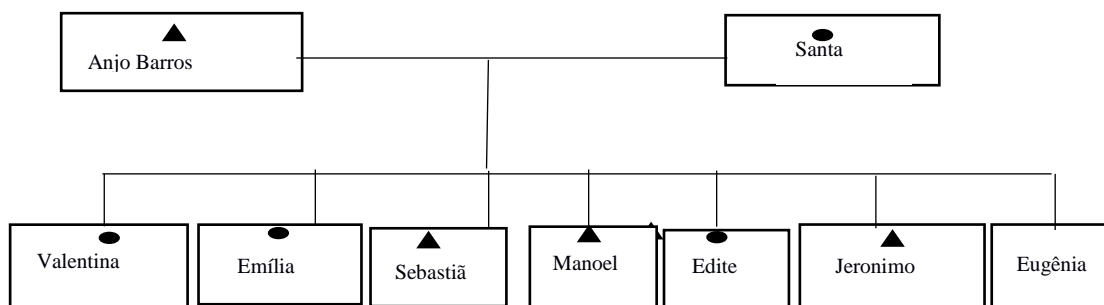 Anjo Barros
Santa
Valentina
Emília
Sebastiã
Manoel
Edite
Jeronimo
Eugênia